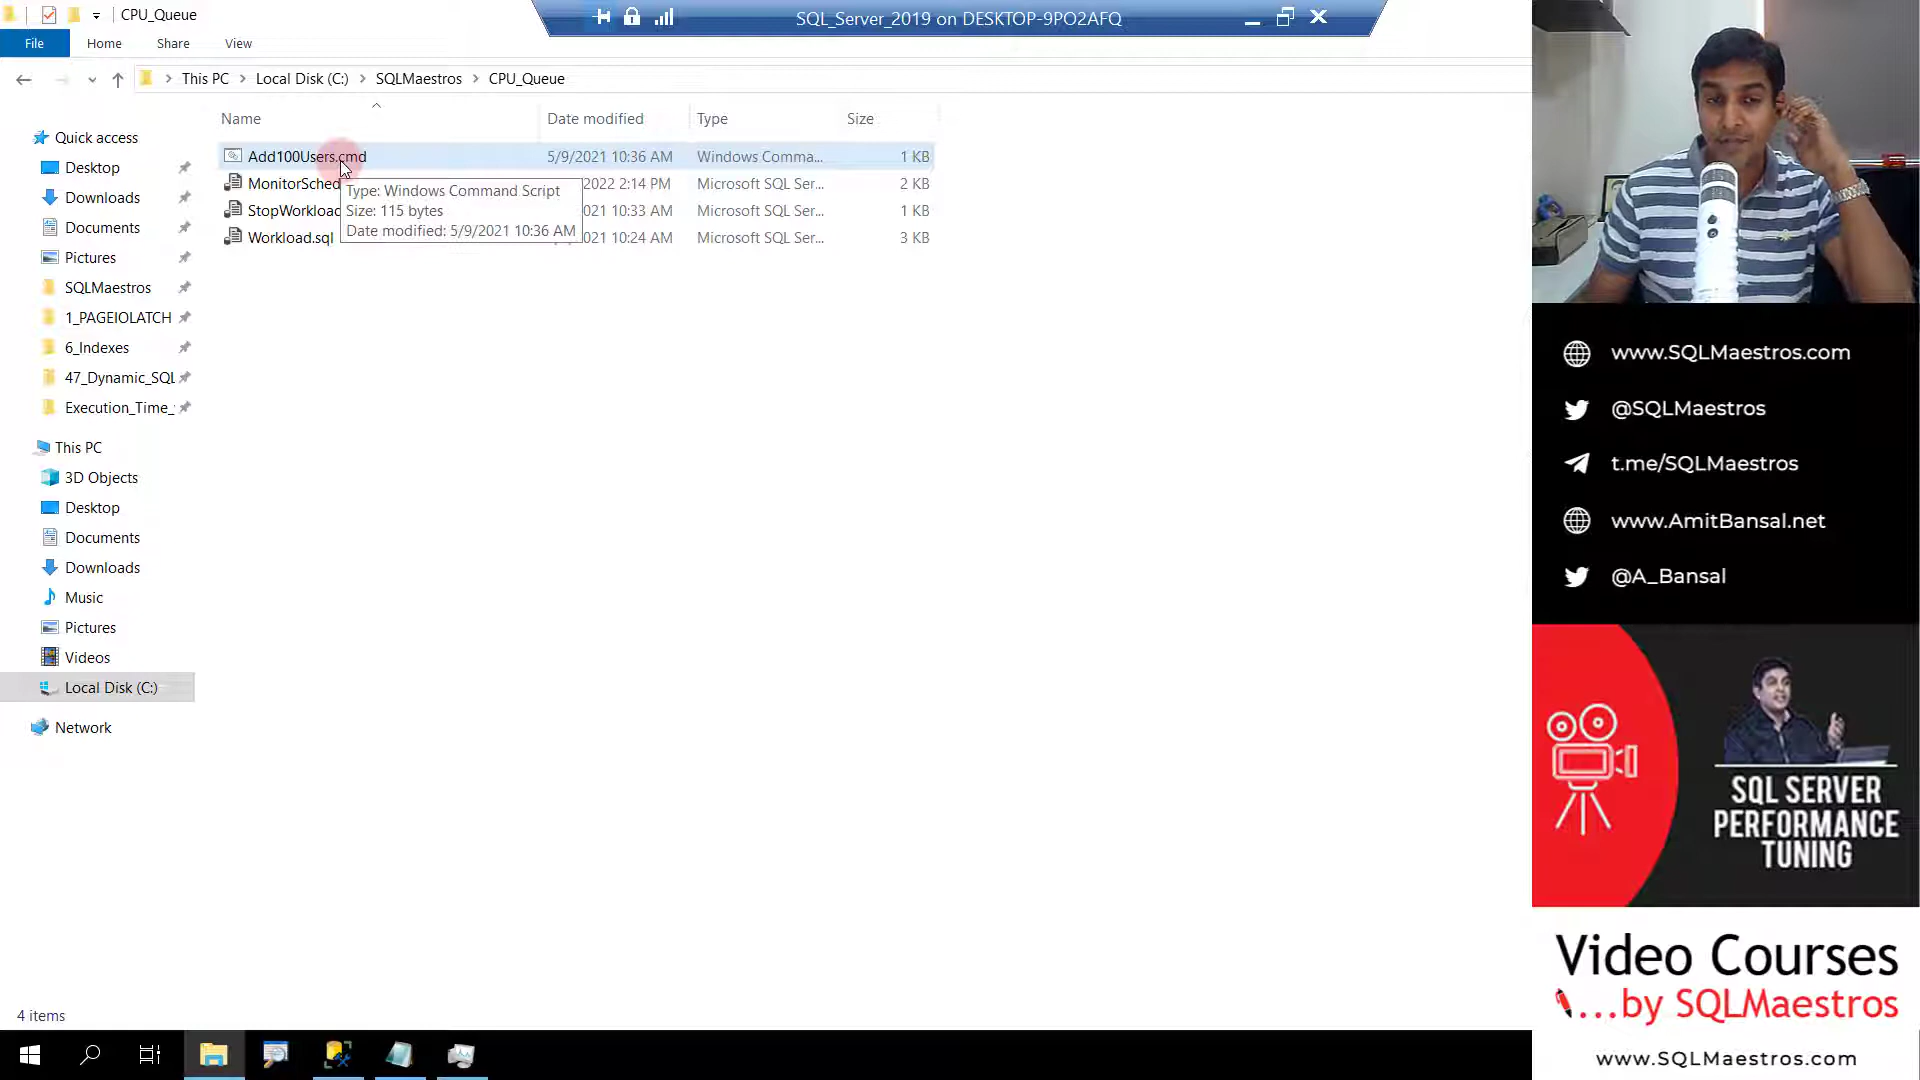 CPU_Queue
SQL_Server_2019 on DESKTOP-9PO2AFQ
File
Home
Share
View
This PC
Local Disk (C:)
SQLMaestros
CPU_Queue
Name
Date modified
Type
Size
Add100Users.cmd
5/9/2021 10:36 AM
Windows Comma...
1 KB
MonitorSched
2022 2:14 PM
Microsoft SQL Ser...
2 KB
StopWorkload
021 10:33 AM
Microsoft SQL Ser...
1 KB
Workload.sql
021 10:24 AM
Microsoft SQL Ser...
3 KB
Type: Windows Command Script
Size: 115 bytes
Date modified: 5/9/2021 10:36 AM
Quick access
Desktop
Downloads
Documents
Pictures
SQLMaestros
1_PAGEIOLATCH
6_Indexes
47_Dynamic_SQL
Execution_Time_
This PC
3D Objects
Desktop
Documents
Downloads
Music
Pictures
Videos
Local Disk (C:)
Network
4 items
www.SQLMaestros.com
@SQLMaestros
t.me/SQLMaestros
www.AmitBansal.net
@A_Bansal
SQL SERVER
PERFORMANCE
TUNING
Video Courses
...by SQLMaestros
www.SQLMaestros.com